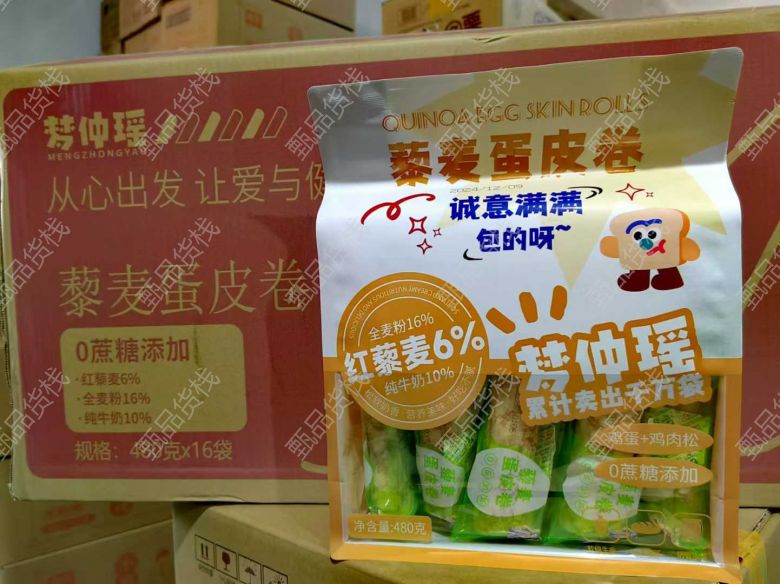 梦仲瑶
MENGZHONGYAO
从心出发 让爱与健
藜麦蛋皮卷
0蔗糖添加
·红藜麦6%
·全麦粉16%
·纯牛奶10%
规格：480克x16袋
QUINOA EGG SKIN ROLLS
藜麦蛋皮卷
2024/12/09
诚意满满
包的呀~
全麦粉16%
红藜麦6%
纯牛奶10%
梦仲瑶
累计卖出千万袋
鸡蛋+鸡肉松
0蔗糖添加
净含量:480克
甄品货栈